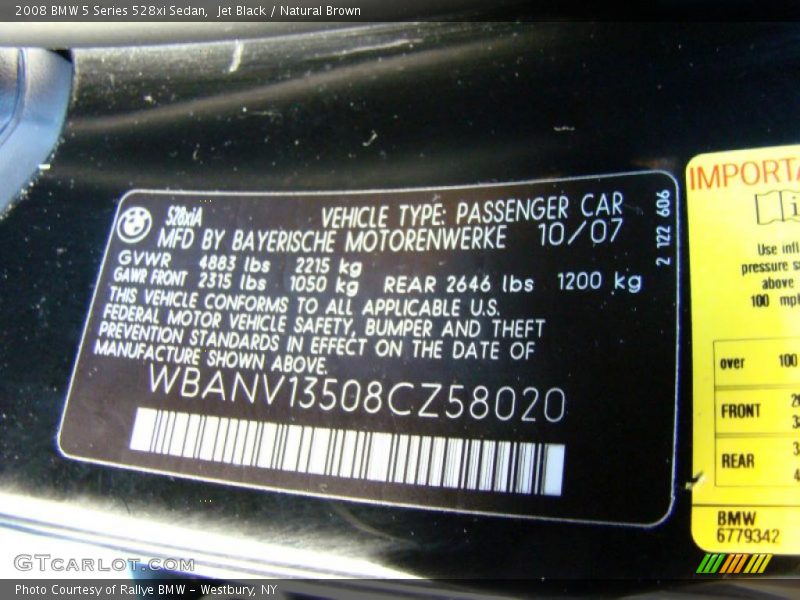 2008 BMW 5 Series 528xi Sedan, Jet Black / Natural Brown
528xiA
VEHICLE TYPE: PASSENGER CAR
MFD BY BAYERISCHE MOTORENWERKE 10/07
GVWR 4883 lbs 2215 kg
GAWR FRONT 2315 lbs 1050 kg REAR 2646 lbs 1200 kg
THIS VEHICLE CONFORMS TO ALL APPLICABLE U.S.
FEDERAL MOTOR VEHICLE SAFETY, BUMPER AND THEFT
PREVENTION STANDARDS IN EFFECT ON THE DATE OF
MANUFACTURE SHOWN ABOVE.
WBANV13508CZ58020
2 122 606
IMPORTA
Use infl
pressure s
above
100 mph
over 100
FRONT
REAR
BMW
6779342
GTCARLOT.COM
Photo Courtesy of Rallye BMW – Westbury, NY